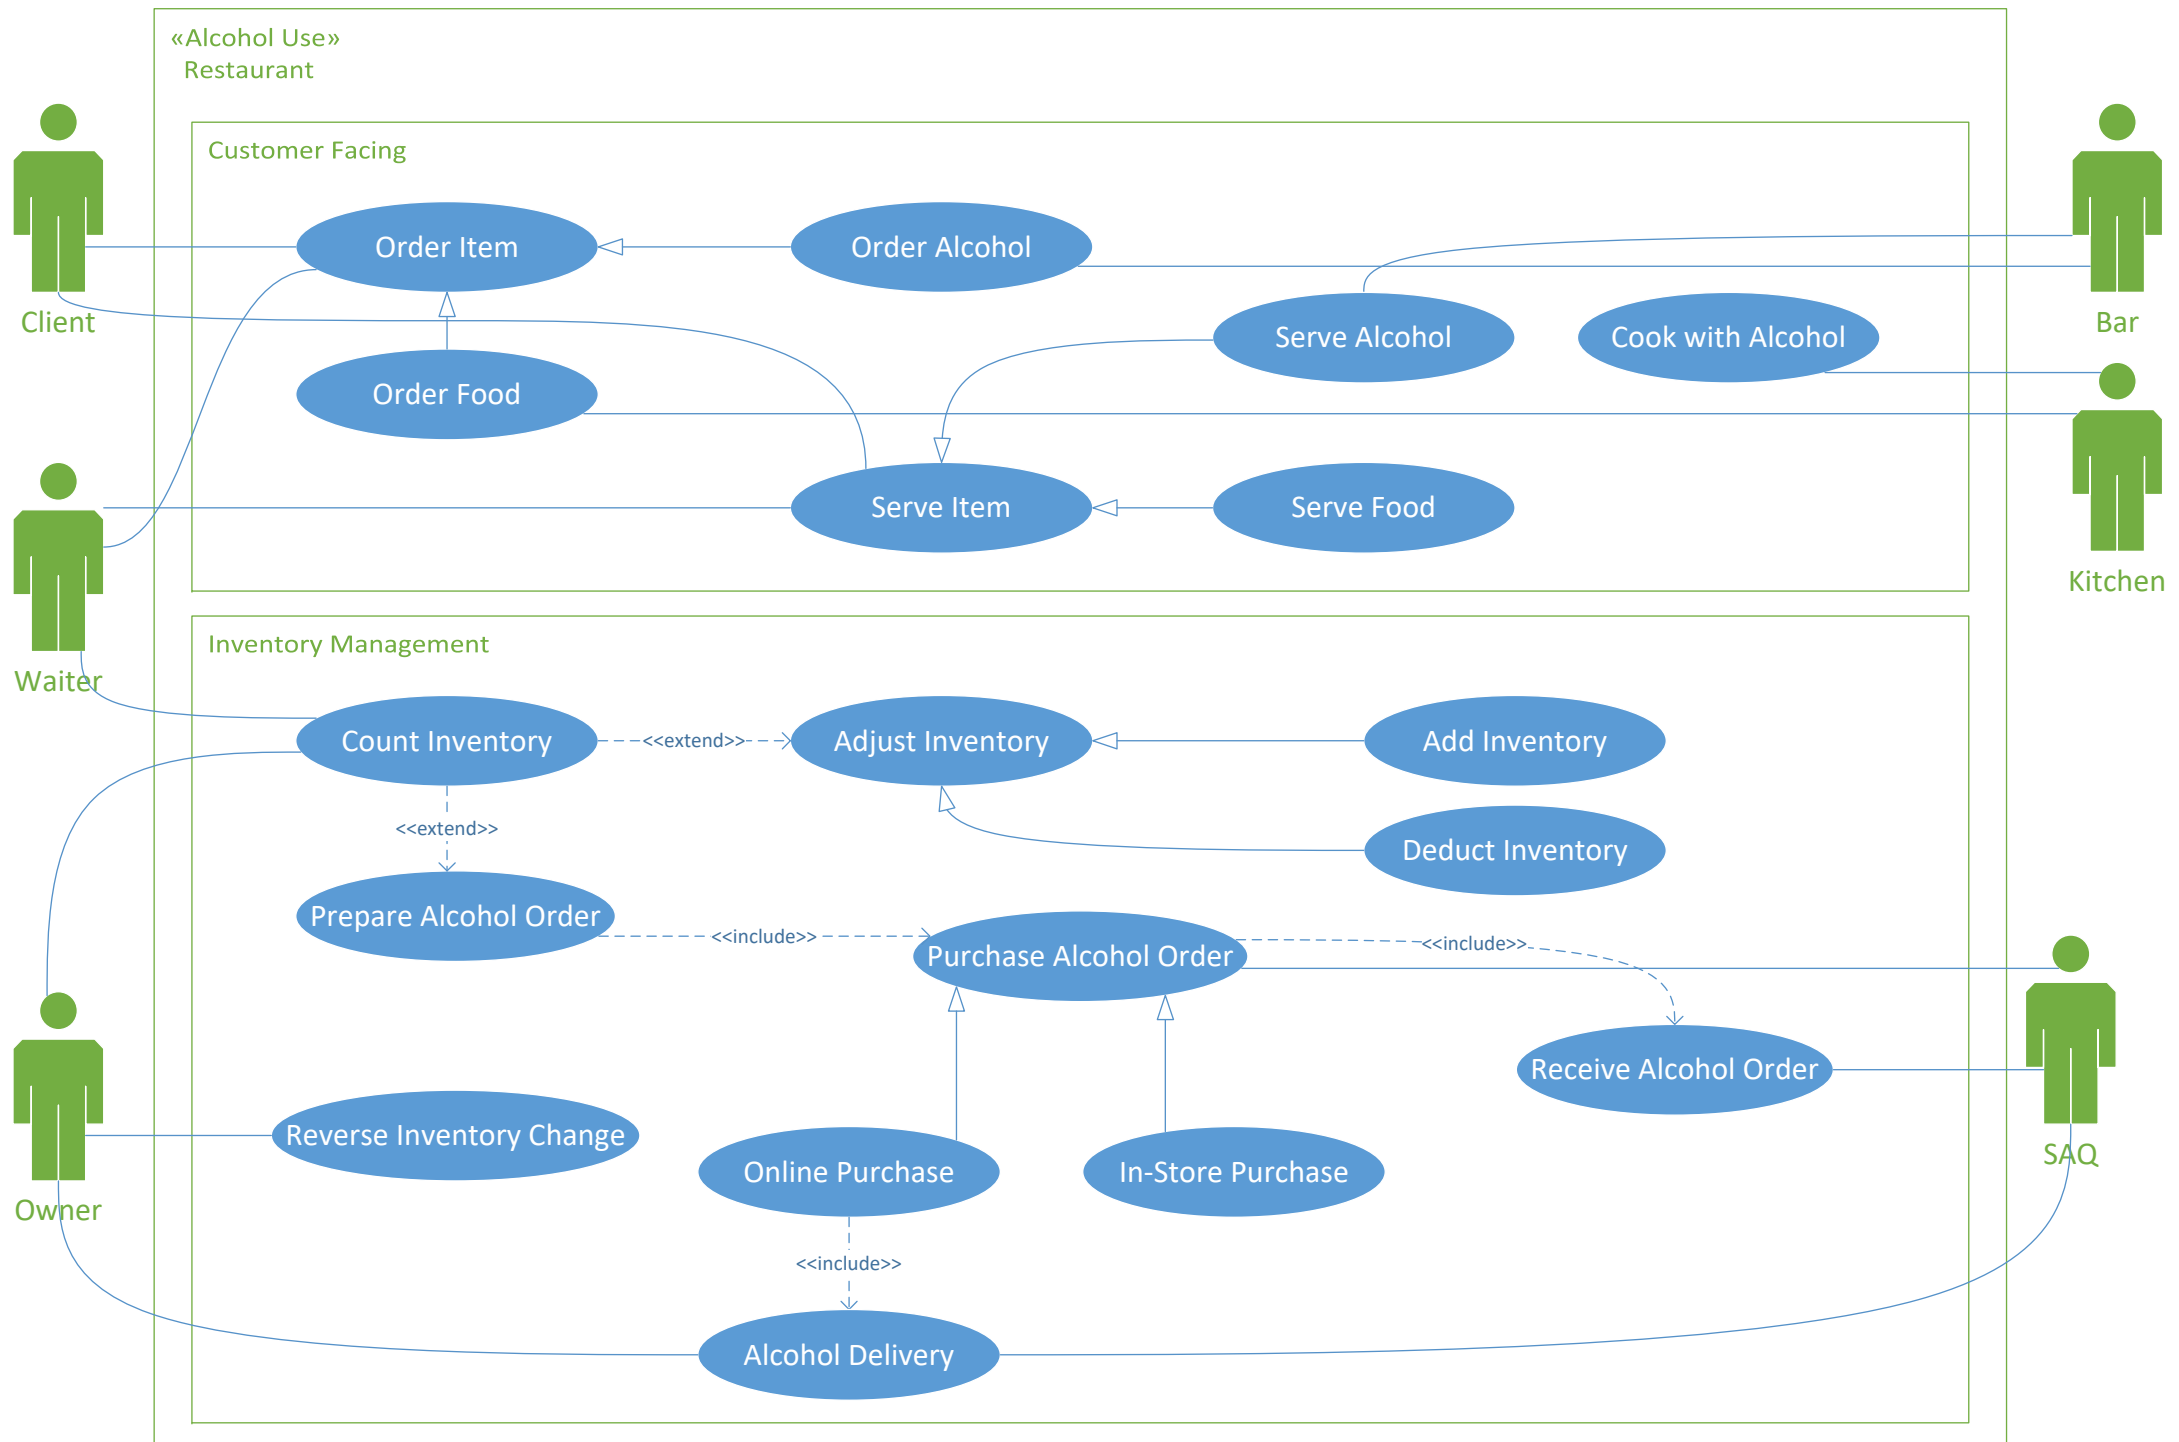 «Alcohol Use»
Restaurant
Customer Facing
Order Item
Order Alcohol
Client
Serve Alcohol
Cook with Alcohol
Bar
Order Food
Serve Item
Serve Food
Kitchen
Waiter
Inventory Management
Count Inventory
<<extend>>
Adjust Inventory
Add Inventory
<<extend>>
Deduct Inventory
Prepare Alcohol Order
<<include>>
Purchase Alcohol Order
<<include>>
Receive Alcohol Order
Reverse Inventory Change
Online Purchase
In-Store Purchase
SAQ
Owner
<<include>>
Alcohol Delivery